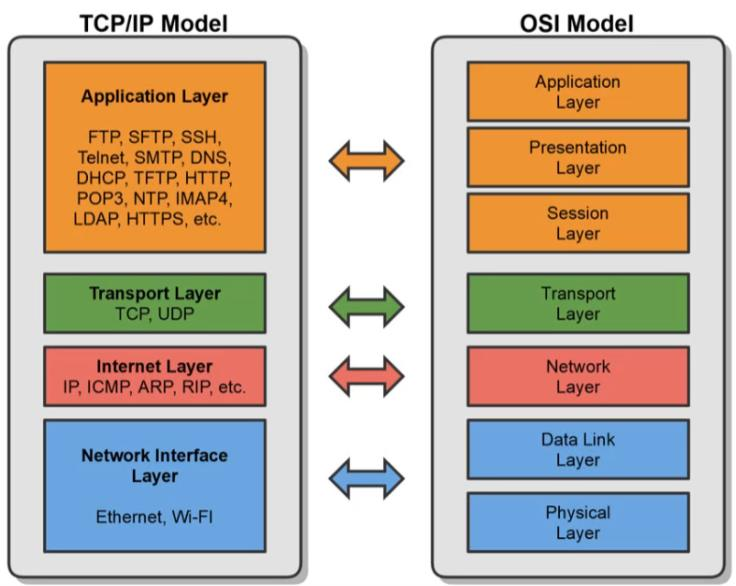 TCP/IP Model
Application Layer
FTP, SFTP, SSH,
Telnet, SMTP, DNS,
DHCP, TFTP, HTTP,
POP3, NTP, IMAP4,
LDAP, HTTPS, etc.
Transport Layer
TCP, UDP
Internet Layer
IP, ICMP, ARP, RIP, etc.
Network Interface
Layer
Ethernet, Wi-FI
OSI Model
Application
Layer
Presentation
Layer
Session
Layer
Transport
Layer
Network
Layer
Data Link
Layer
Physical
Layer